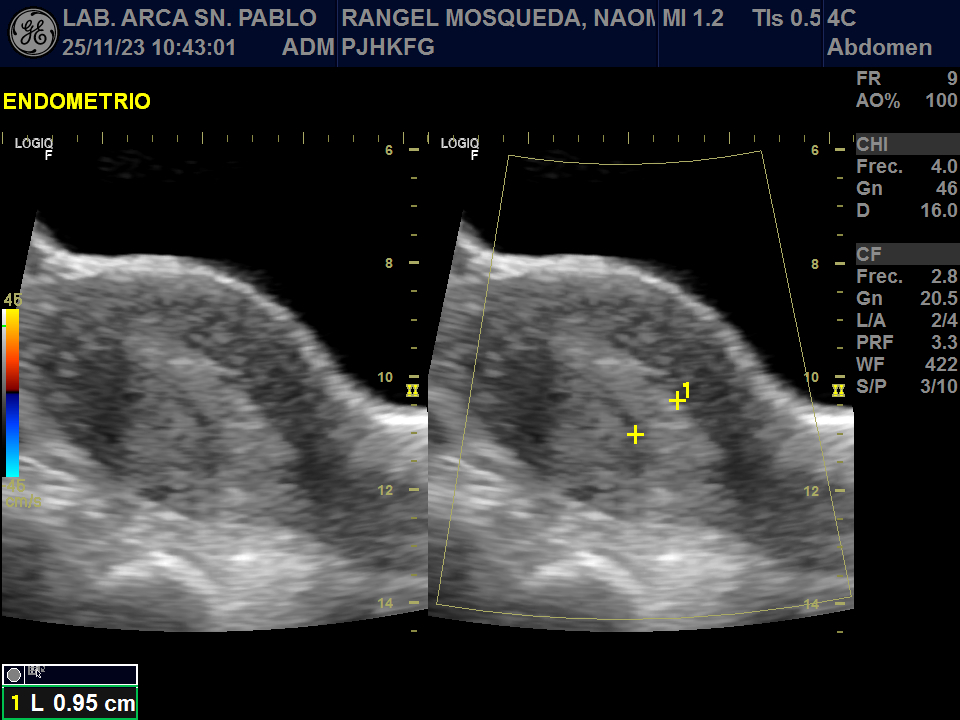 LAB. ARCA SN. PABLO
25/11/23 10:43:01 ADM
RANGEL MOSQUEDA, NAOM
PJHKFG
MI 1.2 TIs 0.5
4C
Abdomen
ENDOMETRIO
FR 9
AO% 100
CHI
Frec. 4.0
Gn 46
D 16.0
CF
Frec. 2.8
Gn 20.5
L/A 2/4
PRF 3.3
WF 422
S/P 3/10
LOGIQ
F
6
8
10
12
14
45
cm/s
LOGIQ
F
6
8
10
12
14
1
1 L 0.95 cm